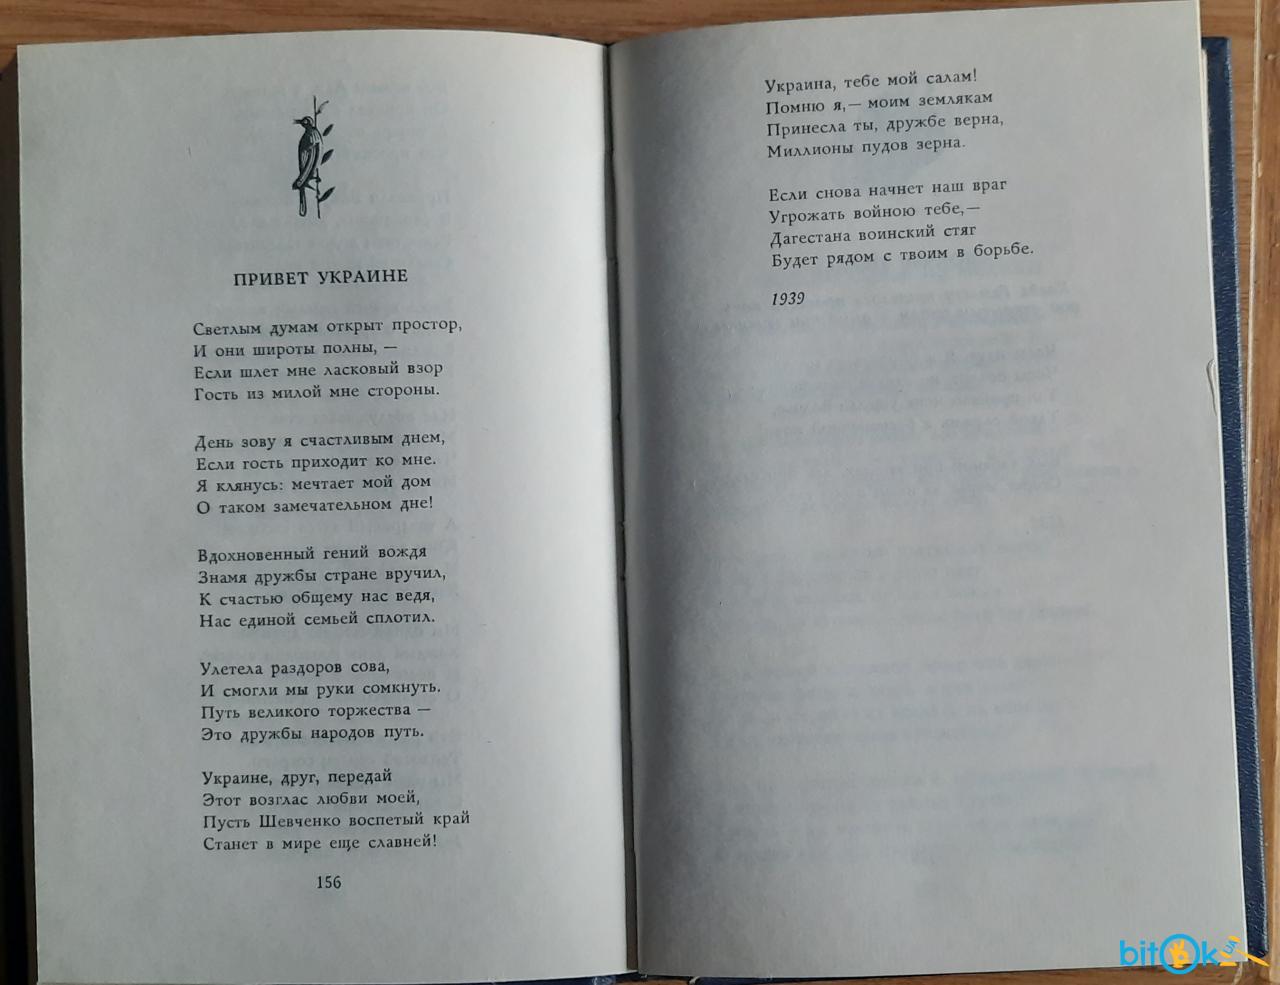 ПРИВЕТ УКРАИНЕ
Светлым думам открыт простор,
И они широты полны, —
Если шлет мне ласковый взор
Гость из милой мне стороны.
День зову я счастливым днем,
Если гость приходит ко мне.
Я клянусь: мечтает мой дом
О таком замечательном дне!
Вдохновенный гений вождя
Знамя дружбы стране вручил,
К счастью общему нас ведя,
Нас единой семьей сплотил.
Улетела раздоров сова,
И смогли мы руки сомкнуть.
Путь великого торжества —
Это дружбы народов путь.
Украине, друг, передай
Этот возглас любви моей,
Пусть Шевченко воспетый край
Станет в мире еще славней!
156
Украина, тебе мой салам!
Помню я,— моим землякам
Принесла ты, дружбе верна,
Миллионы пудов зерна.
Если снова начнет наш враг
Угрожать войною тебе,—
Дагестана воинский стяг
Будет рядом с твоим в борьбе.
1939
bitOk UA